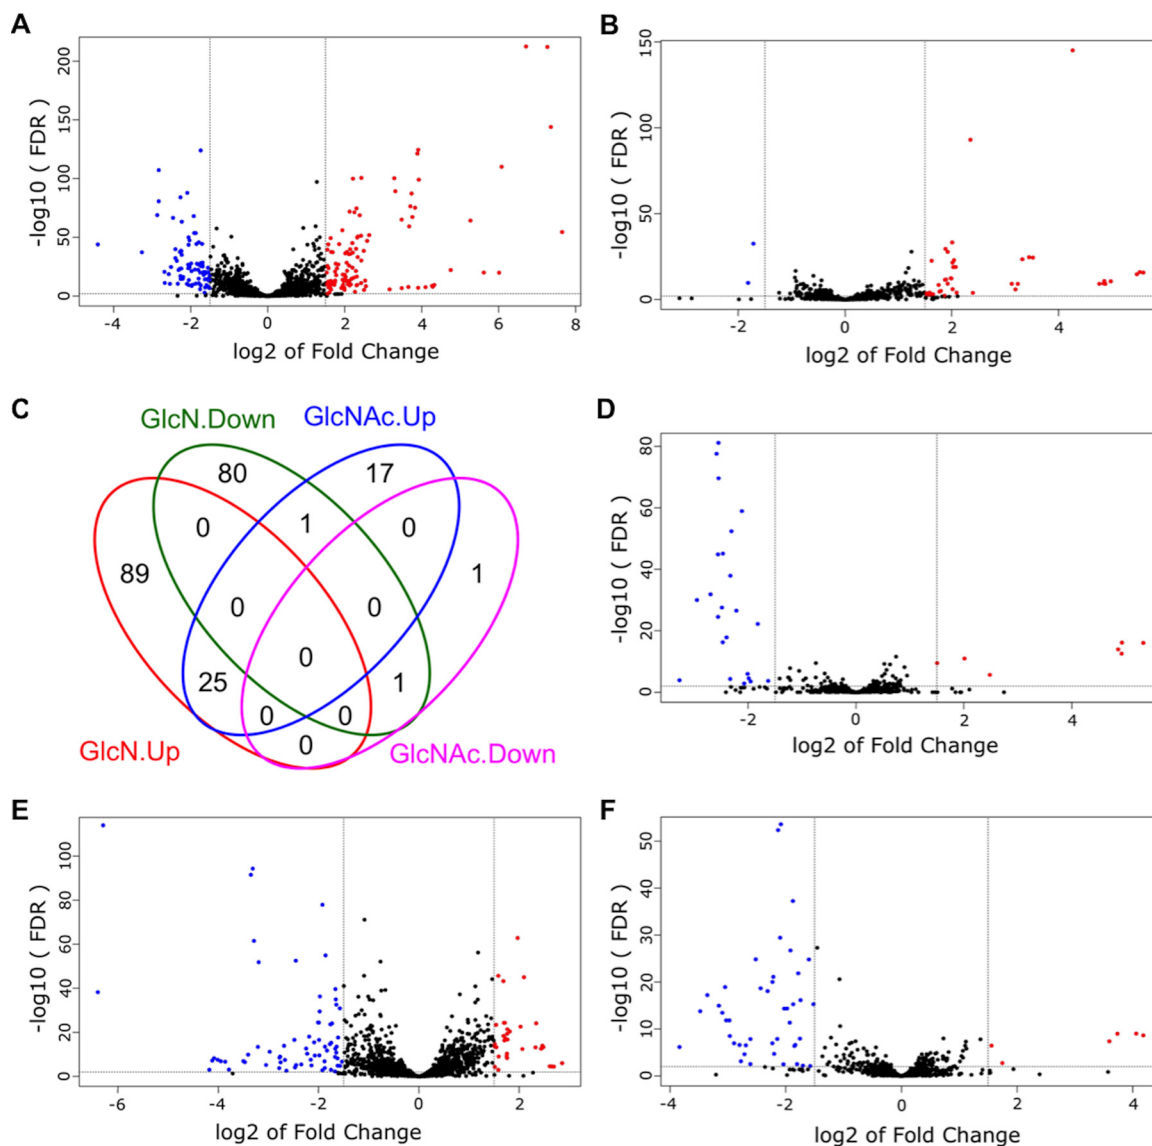 A
-log10 ( FDR )
200
150
100
50
0
-4 -2 0 2 4 6 8
log2 of Fold Change
B
-log10 ( FDR )
150
100
50
0
-2 0 2 4
log2 of Fold Change
C
GlcN.Down GlcNAc.Up
80 17
0 1 0
89 1
0 0
0
25 1
0 0
0
GlcN.Up GlcNAc.Down
D
-log10 ( FDR )
80
60
40
20
0
-2 0 2 4
log2 of Fold Change
E
-log10 ( FDR )
100
80
60
40
20
0
-6 -4 -2 0 2
log2 of Fold Change
F
-log10 ( FDR )
50
40
30
20
10
0
-4 -2 0 2 4
log2 of Fold Change